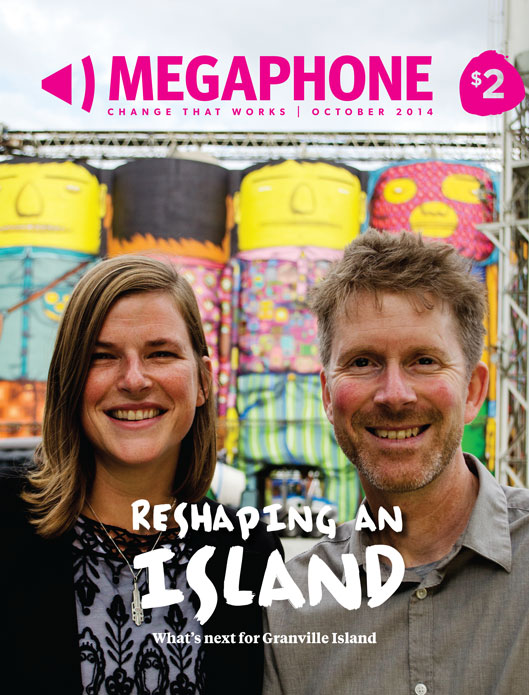 MEGAPHONE
$2
CHANGE THAT WORKS | OCTOBER 2014
RESHAPING AN
ISLAND
What's next for Granville Island